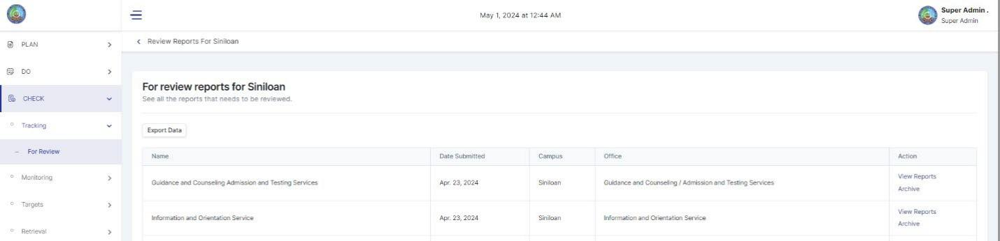 May 1, 2024 at 12:44 AM
Super Admin .
Super Admin
PLAN
DO
CHECK
Tracking
For Review
Monitoring
Targets
Retrieval
Review Reports For Siniloan
For review reports for Siniloan
See all the reports that needs to be reviewed.
Export Data
Name Date Submitted Campus Office Action
Guidance and Counseling Admission and Testing Services Apr. 23, 2024 Siniloan Guidance and Counseling / Admission and Testing Services View Reports
Archive
Information and Orientation Service Apr. 23, 2024 Siniloan Information and Orientation Service View Reports
Archive